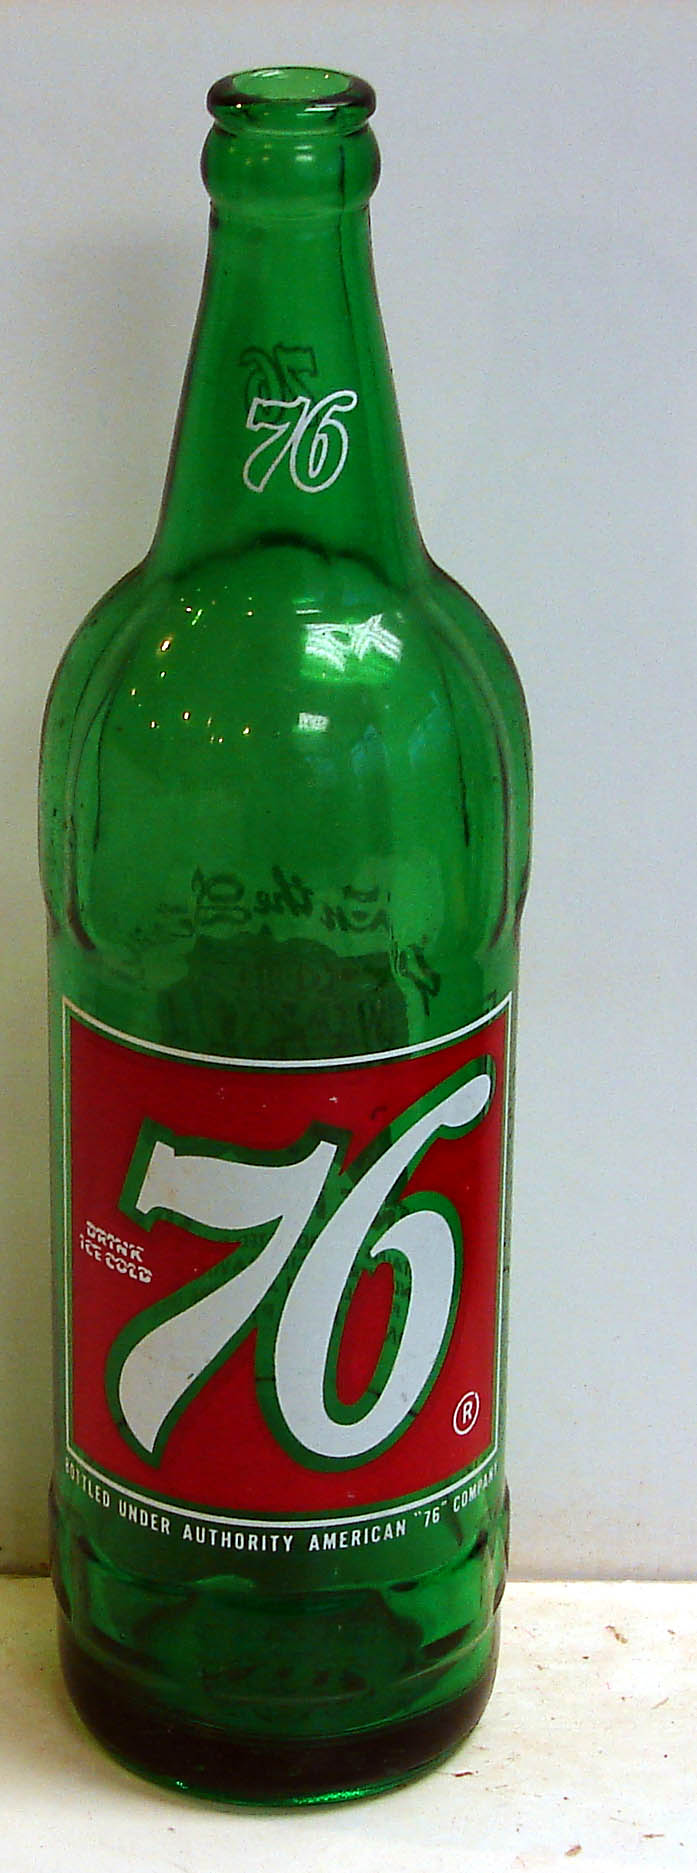 76
76
DRINK
ICE COLD
®
BOTTLED UNDER AUTHORITY AMERICAN "76" COMPANY